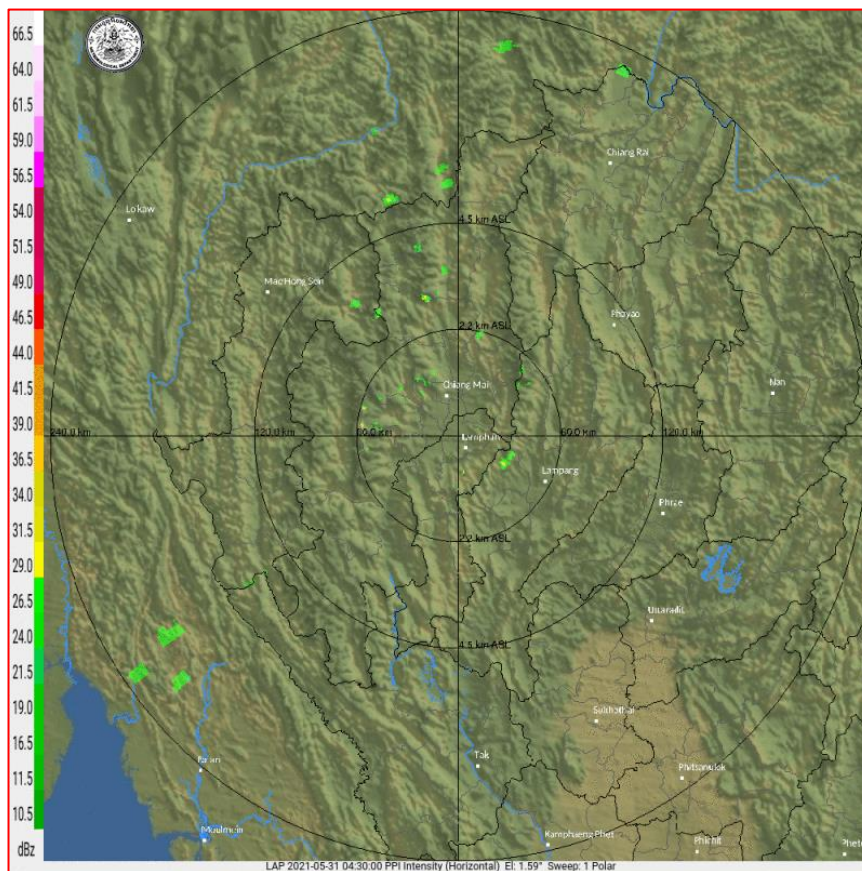 66.5
64.0
61.5
59.0
56.5
54.0
51.5
49.0
46.5
44.0
41.5
39.0
36.5
34.0
31.5
29.0
26.5
24.0
21.5
19.0
16.5
11.5
10.5
dBz
Chiang Rai
Loikaw
4.5 km ASL
Mae Hong Son
Phayao
2.2 km ASL
Chiang Mai
Nan
240.0 km
120.0 km
60.0 km
60.0 km
120.0 km
Lamphun
Lampang
Phrae
2.2 km ASL
Uttaradit
4.5 km ASL
Sukhothai
Tak
Phitsanulok
Moulmein
Kamphaeng Phet
Phichit
LAP 2021-05-31 04:30:00 PPI Intensity (Horizontal) El: 1.59° Sweep: 1 Polar